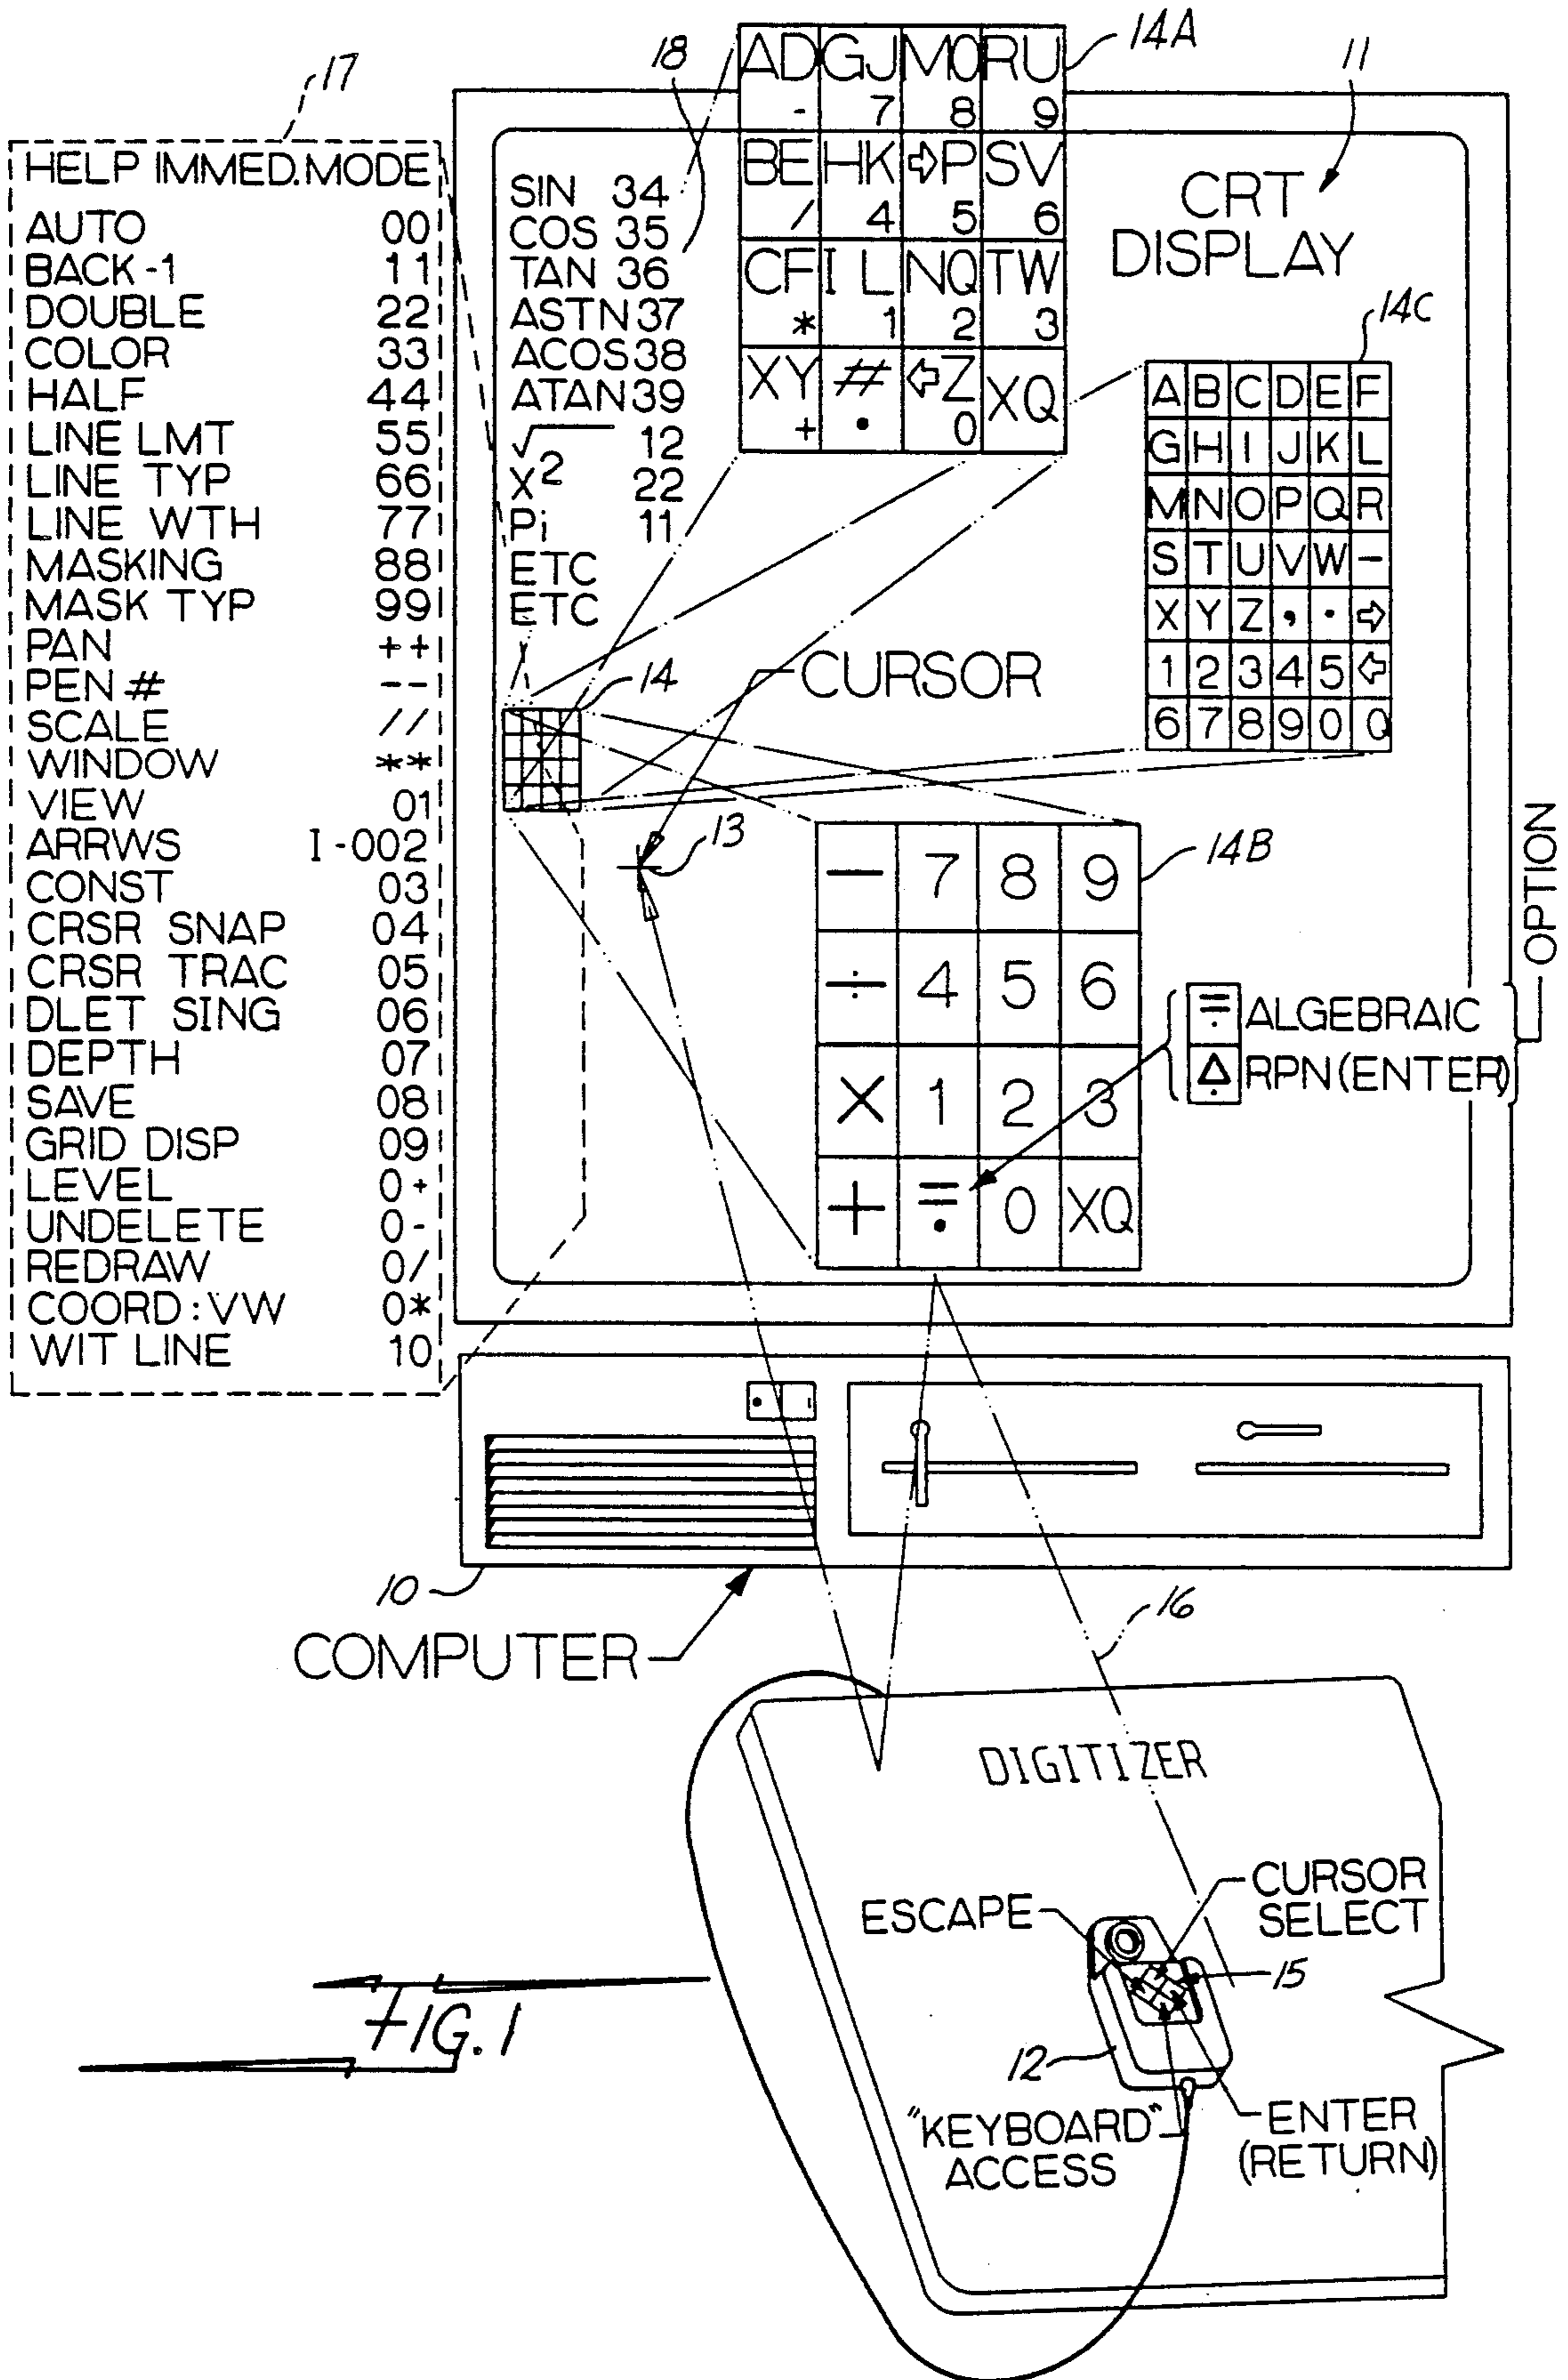 17
HELP IMMED.MODE
AUTO 00
BACK-1 11
DOUBLE 22
COLOR 33
HALF 44
LINE LMT 55
LINE TYP 66
LINE WTH 77
MASKING 88
MASK TYP 99
PAN ++
PEN # --
SCALE //
WINDOW **
VIEW 01
ARRWS I-002
CONST 03
CRSR SNAP 04
CRSR TRAC 05
DLET SING 06
DEPTH 07
SAVE 08
GRID DISP 09
LEVEL 0+
UNDELETE 0-
REDRAW 0/
COORD:VW 0*
WIT LINE 10
18
SIN 34
COS 35
TAN 36
ASTN 37
ACOS 38
ATAN 39
√ 12
X² 22
Pi 11
ETC
ETC
14A
AD GJ MO RU
- 7 8 9
BE HK ⇨P SV
/ 4 5 6
CF IL NQ TW
* 1 2 3
XY # ⇦Z XQ
+ • 0
11
CRT
DISPLAY
14C
A B C D E F
G H I J K L
M N O P Q R
S T U V W -
X Y Z , · ⇨
1 2 3 4 5 ⇦
6 7 8 9 0 Q
14
CURSOR
13
14B
— 7 8 9
÷ 4 5 6
X 1 2 3
+ = . 0 XQ
= . ALGEBRAIC
Δ . RPN (ENTER)
OPTION
10
COMPUTER
16
DIGITIZER
ESCAPE
CURSOR
SELECT
15
12
"KEYBOARD"
ACCESS
ENTER
(RETURN)
FIG. 1